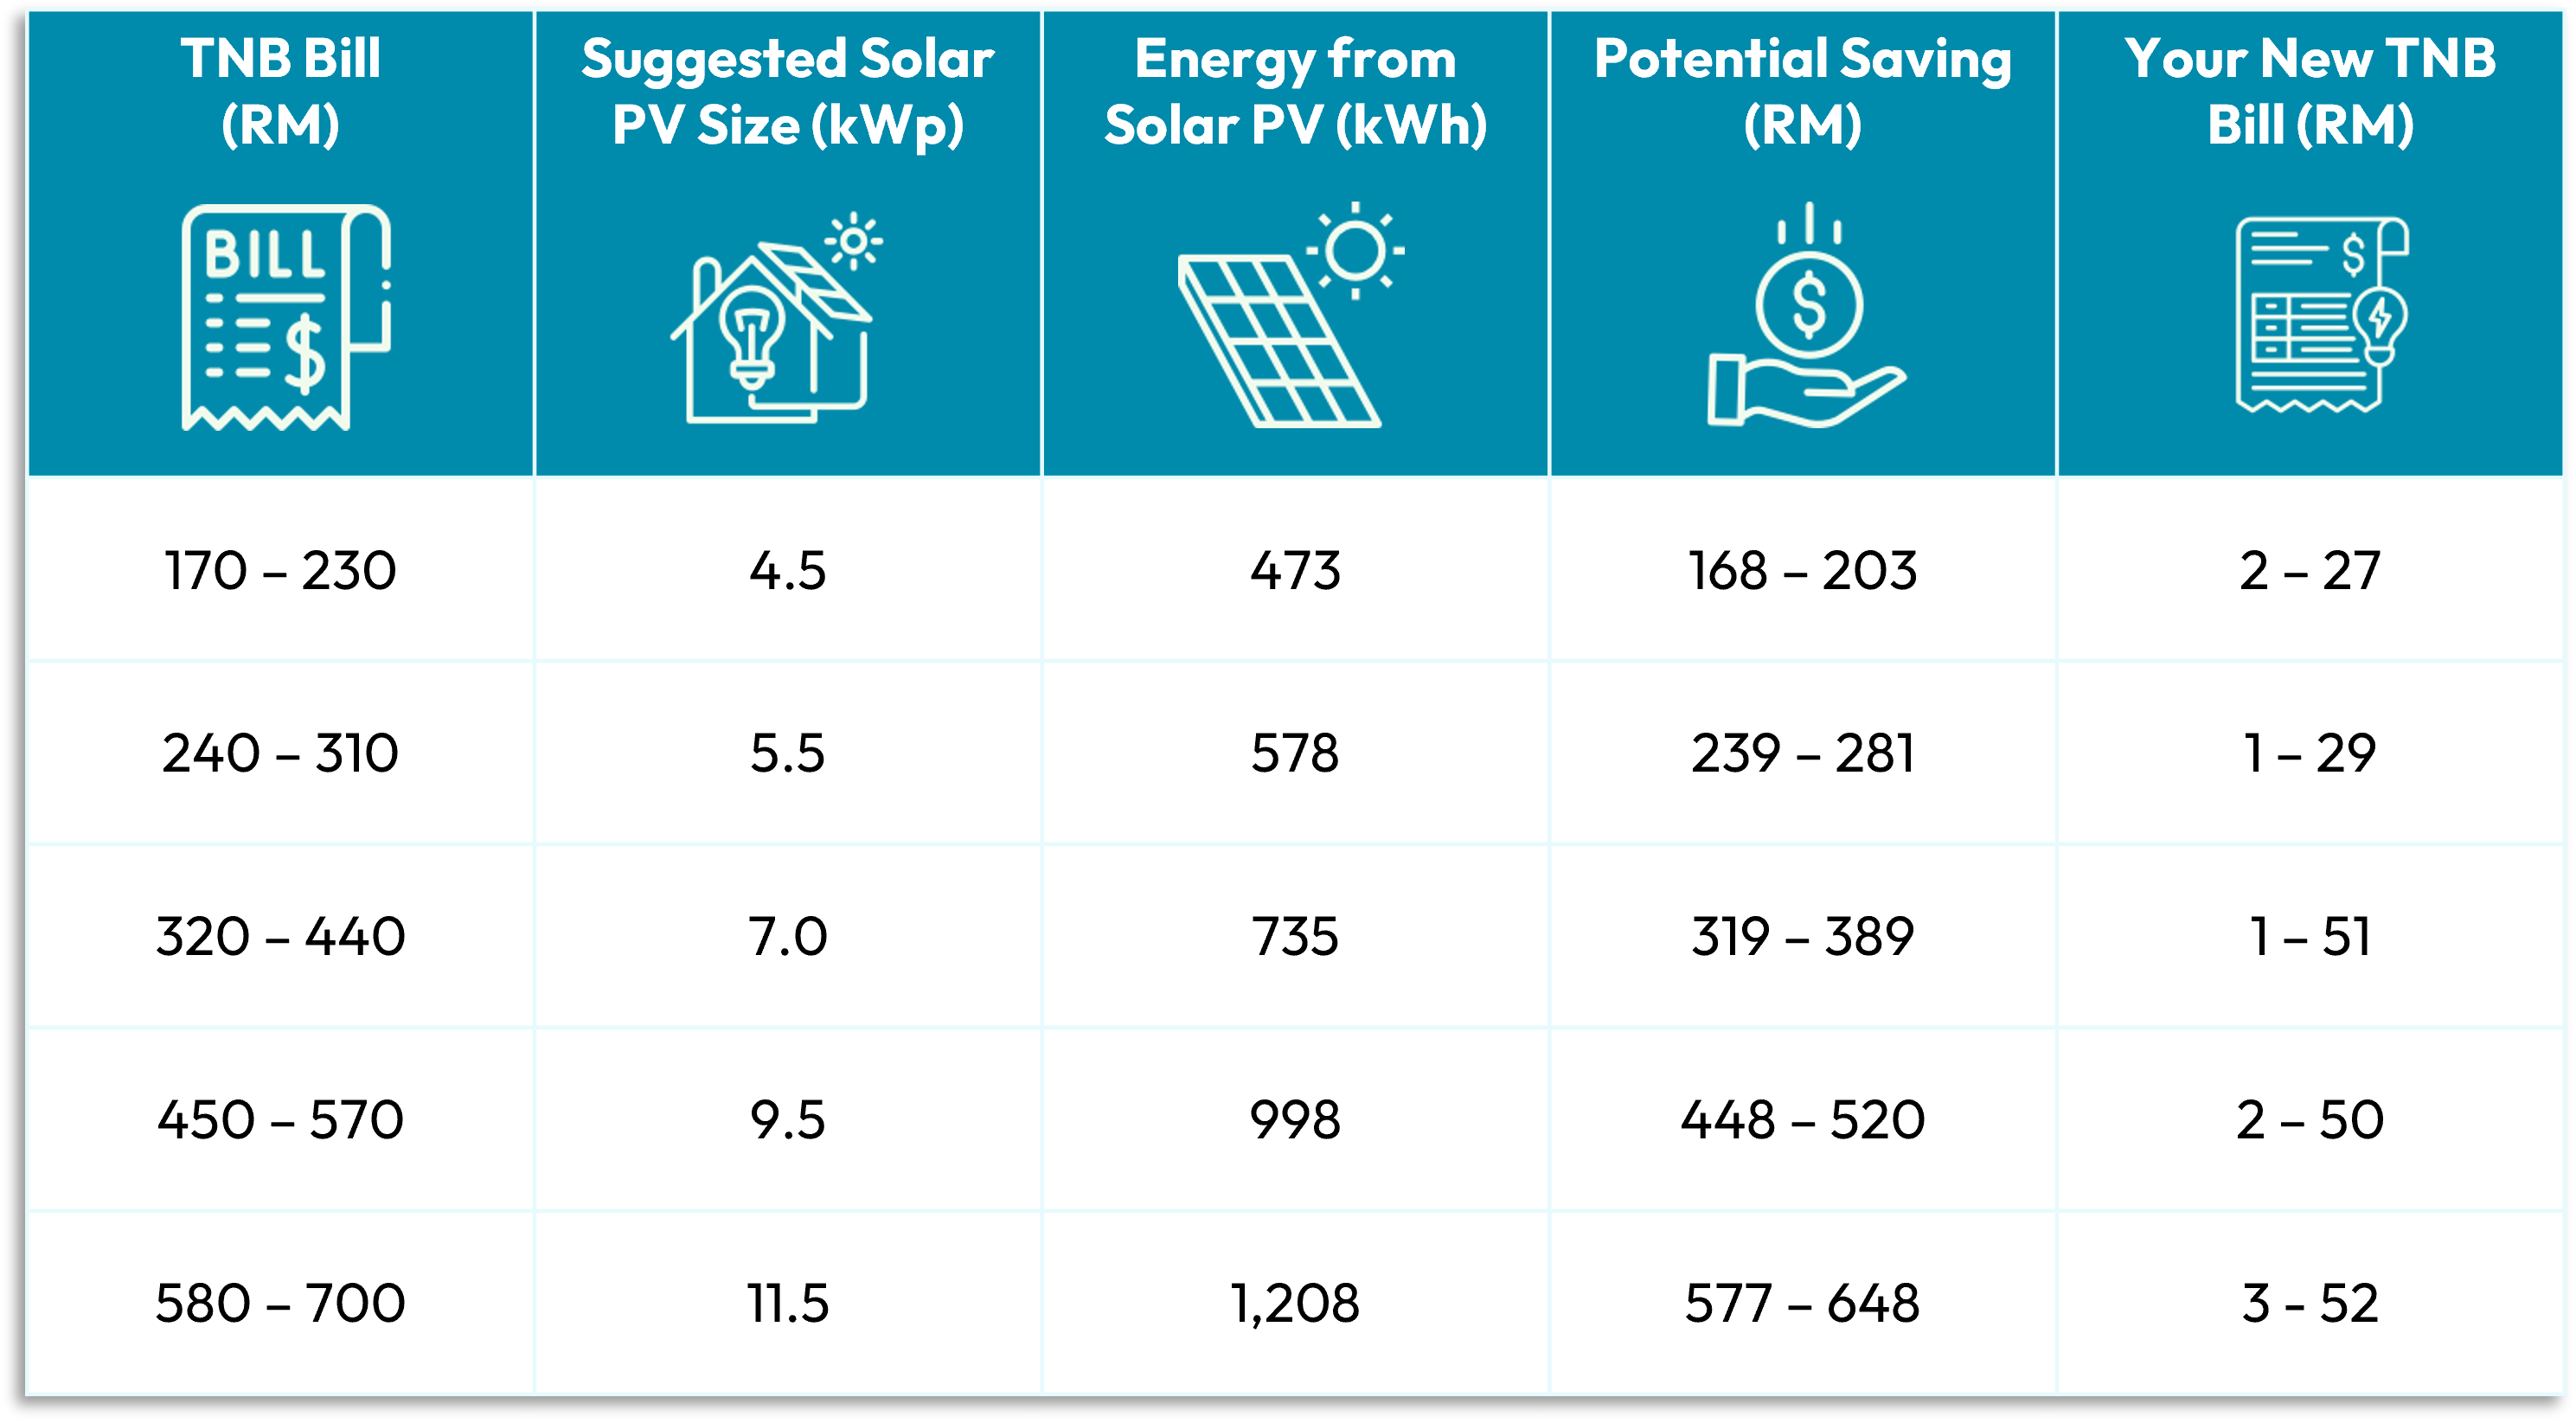 TNB Bill
(RM)
Suggested Solar
PV Size (kWp)
Energy from
Solar PV (kWh)
Potential Saving
(RM)
Your New TNB
Bill (RM)
BILL
$
$
$
170 – 230 4.5 473 168 – 203 2 – 27
240 – 310 5.5 578 239 – 281 1 – 29
320 – 440 7.0 735 319 – 389 1 – 51
450 – 570 9.5 998 448 – 520 2 – 50
580 – 700 11.5 1,208 577 – 648 3 - 52